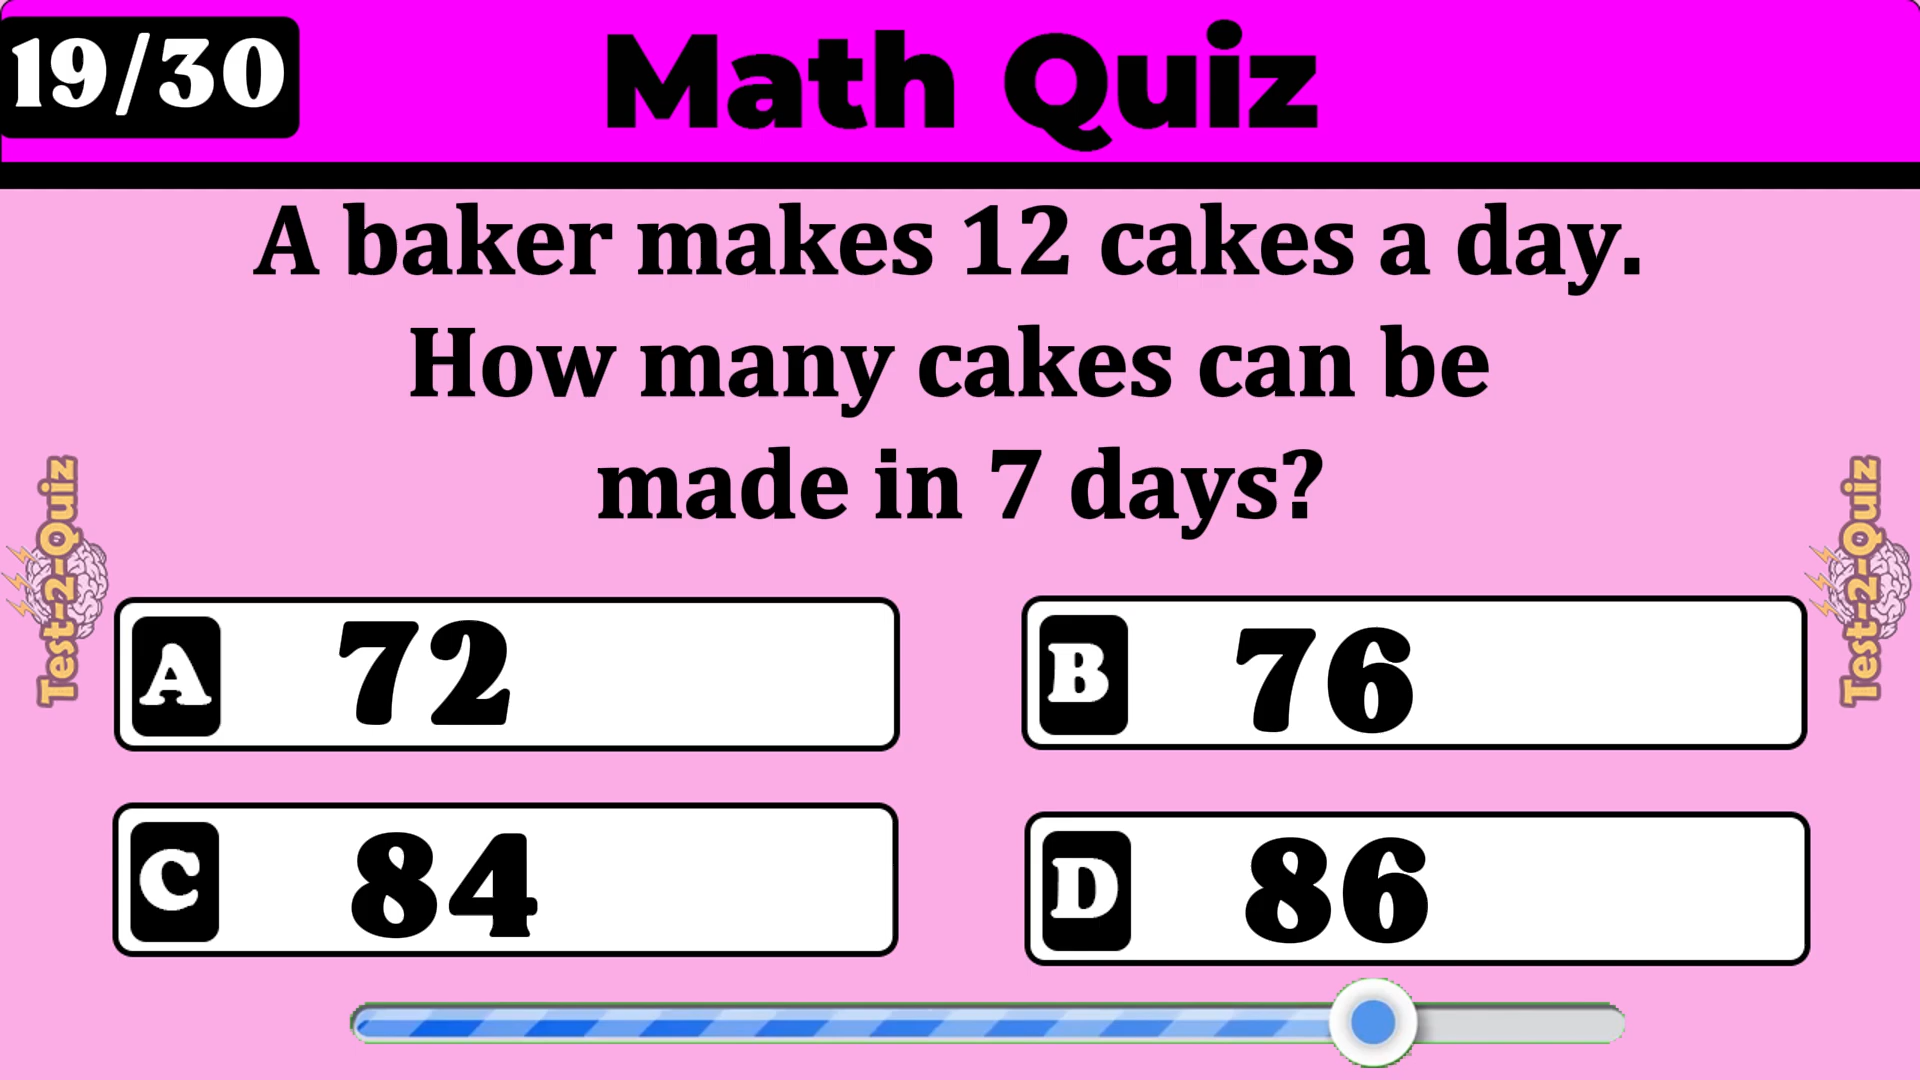 19/30
Math Quiz
A baker makes 12 cakes a day.
How many cakes can be
made in 7 days?
Test-2-Quiz
Test-2-Quiz
A 72
B 76
C 84
D 86